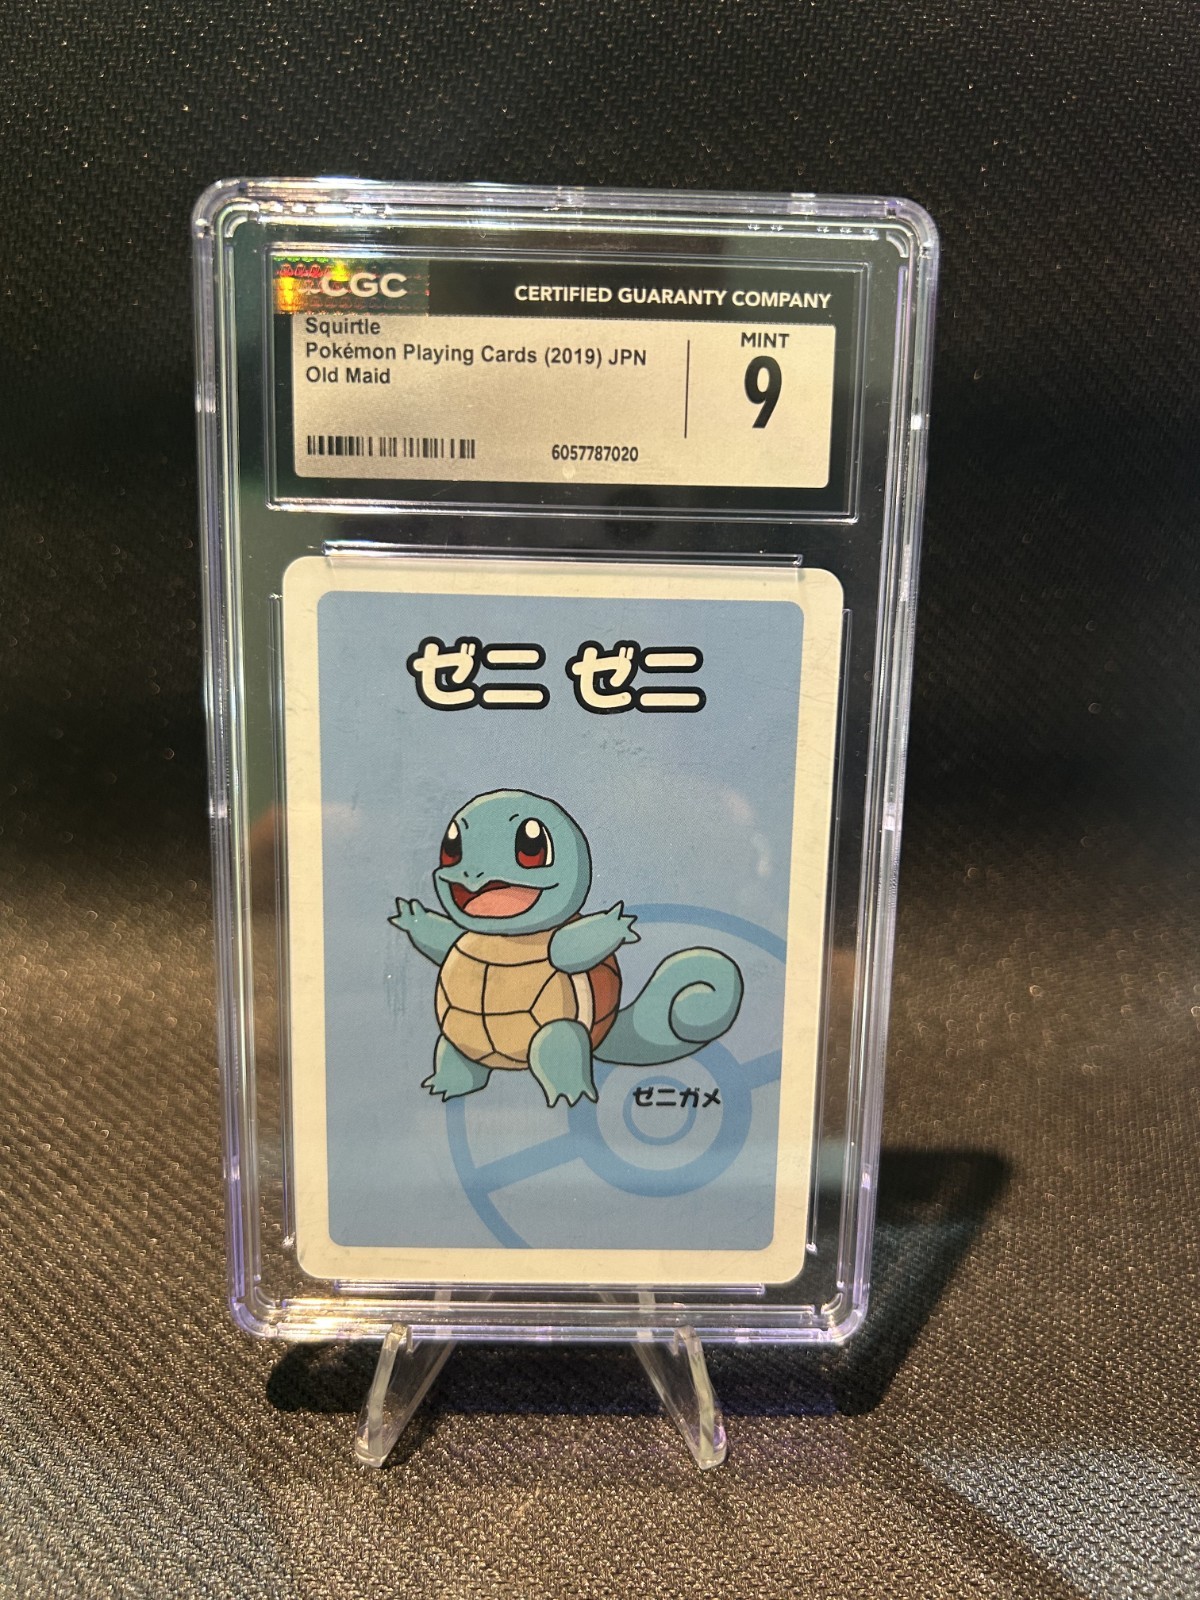 CGC
CERTIFIED GUARANTY COMPANY
Squirtle
Pokémon Playing Cards (2019) JPN
Old Maid
MINT
9
6057787020
ゼニ ゼニ
ゼニガメ